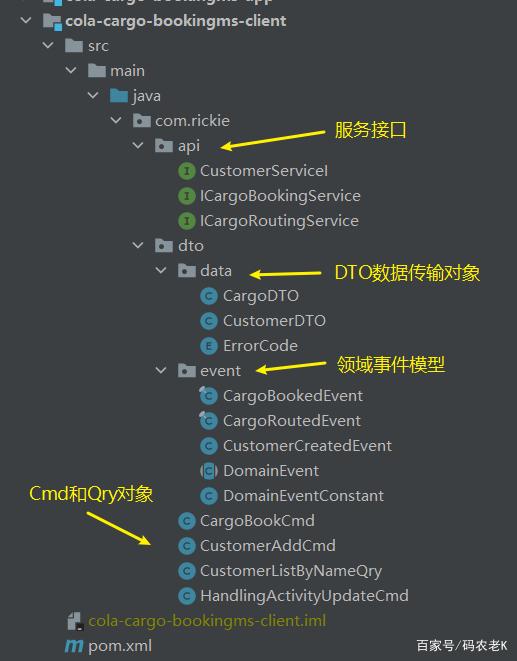 cola-cargo-bookingms-app
cola-cargo-bookingms-client
src
main
java
com.rickie
api
服务接口
CustomerServiceI
ICargoBookingService
ICargoRoutingService
dto
data
DTO数据传输对象
CargoDTO
CustomerDTO
ErrorCode
event
领域事件模型
CargoBookedEvent
CargoRoutedEvent
CustomerCreatedEvent
DomainEvent
DomainEventConstant
Cmd和Qry对象
CargoBookCmd
CustomerAddCmd
CustomerListByNameQry
HandlingActivityUpdateCmd
cola-cargo-bookingms-client.iml
pom.xml
百家号/码农老K